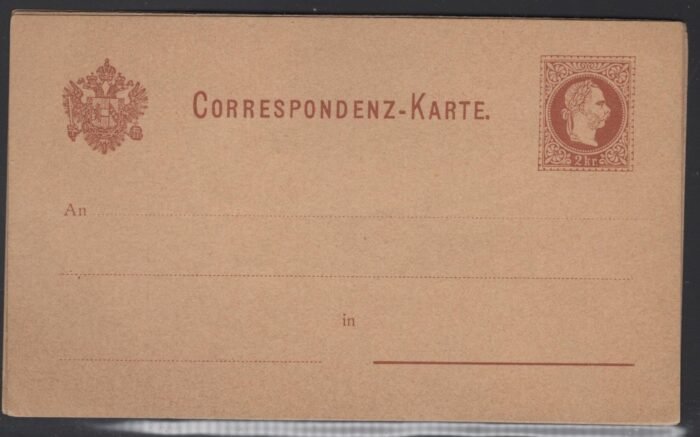 CORRESPONDENZ-KARTE.
2 kr.
An
in